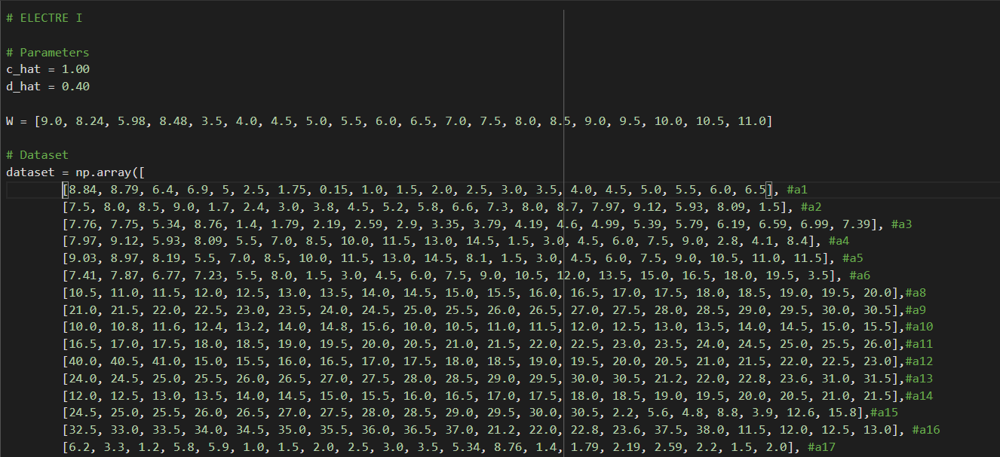 # ELECTRE I
# Parameters
c_hat = 1.00
d_hat = 0.40
W = [9.0, 8.24, 5.98, 8.48, 3.5, 4.0, 4.5, 5.0, 5.5, 6.0, 6.5, 7.0, 7.5, 8.0, 8.5, 9.0, 9.5, 10.0, 10.5, 11.0]
# Dataset
dataset = np.array([
[8.84, 8.79, 6.4, 6.9, 5, 2.5, 1.75, 0.15, 1.0, 1.5, 2.0, 2.5, 3.0, 3.5, 4.0, 4.5, 5.0, 5.5, 6.0, 6.5], #a1
[7.5, 8.0, 8.5, 9.0, 1.7, 2.4, 3.0, 3.8, 4.5, 5.2, 5.8, 6.6, 7.3, 8.0, 8.7, 7.97, 9.12, 5.93, 8.09, 1.5], #a2
[7.76, 7.75, 5.34, 8.76, 1.4, 1.79, 2.19, 2.59, 2.9, 3.35, 3.79, 4.19, 4.6, 4.99, 5.39, 5.79, 6.19, 6.59, 6.99, 7.39], #a3
[7.97, 9.12, 5.93, 8.09, 5.5, 7.0, 8.5, 10.0, 11.5, 13.0, 14.5, 1.5, 3.0, 4.5, 6.0, 7.5, 9.0, 2.8, 4.1, 8.4], #a4
[9.03, 8.97, 8.19, 5.5, 7.0, 8.5, 10.0, 11.5, 13.0, 14.5, 8.1, 1.5, 3.0, 4.5, 6.0, 7.5, 9.0, 10.5, 11.0, 11.5], #a5
[7.41, 7.87, 6.77, 7.23, 5.5, 8.0, 1.5, 3.0, 4.5, 6.0, 7.5, 9.0, 10.5, 12.0, 13.5, 15.0, 16.5, 18.0, 19.5, 3.5], #a6
[10.5, 11.0, 11.5, 12.0, 12.5, 13.0, 13.5, 14.0, 14.5, 15.0, 15.5, 16.0, 16.5, 17.0, 17.5, 18.0, 18.5, 19.0, 19.5, 20.0],#a8
[21.0, 21.5, 22.0, 22.5, 23.0, 23.5, 24.0, 24.5, 25.0, 25.5, 26.0, 26.5, 27.0, 27.5, 28.0, 28.5, 29.0, 29.5, 30.0, 30.5],#a9
[10.0, 10.8, 11.6, 12.4, 13.2, 14.0, 14.8, 15.6, 10.0, 10.5, 11.0, 11.5, 12.0, 12.5, 13.0, 13.5, 14.0, 14.5, 15.0, 15.5],#a10
[16.5, 17.0, 17.5, 18.0, 18.5, 19.0, 19.5, 20.0, 20.5, 21.0, 21.5, 22.0, 22.5, 23.0, 23.5, 24.0, 24.5, 25.0, 25.5, 26.0],#a11
[40.0, 40.5, 41.0, 15.0, 15.5, 16.0, 16.5, 17.0, 17.5, 18.0, 18.5, 19.0, 19.5, 20.0, 20.5, 21.0, 21.5, 22.0, 22.5, 23.0],#a12
[24.0, 24.5, 25.0, 25.5, 26.0, 26.5, 27.0, 27.5, 28.0, 28.5, 29.0, 29.5, 30.0, 30.5, 21.2, 22.0, 22.8, 23.6, 31.0, 31.5],#a13
[12.0, 12.5, 13.0, 13.5, 14.0, 14.5, 15.0, 15.5, 16.0, 16.5, 17.0, 17.5, 18.0, 18.5, 19.0, 19.5, 20.0, 20.5, 21.0, 21.5],#a14
[24.5, 25.0, 25.5, 26.0, 26.5, 27.0, 27.5, 28.0, 28.5, 29.0, 29.5, 30.0, 30.5, 2.2, 5.6, 4.8, 8.8, 3.9, 12.6, 15.8],#a15
[32.5, 33.0, 33.5, 34.0, 34.5, 35.0, 35.5, 36.0, 36.5, 37.0, 21.2, 22.0, 22.8, 23.6, 37.5, 38.0, 11.5, 12.0, 12.5, 13.0], #a16
[6.2, 3.3, 1.2, 5.8, 5.9, 1.0, 1.5, 2.0, 2.5, 3.0, 3.5, 5.34, 8.76, 1.4, 1.79, 2.19, 2.59, 2.2, 1.5, 2.0], #a17